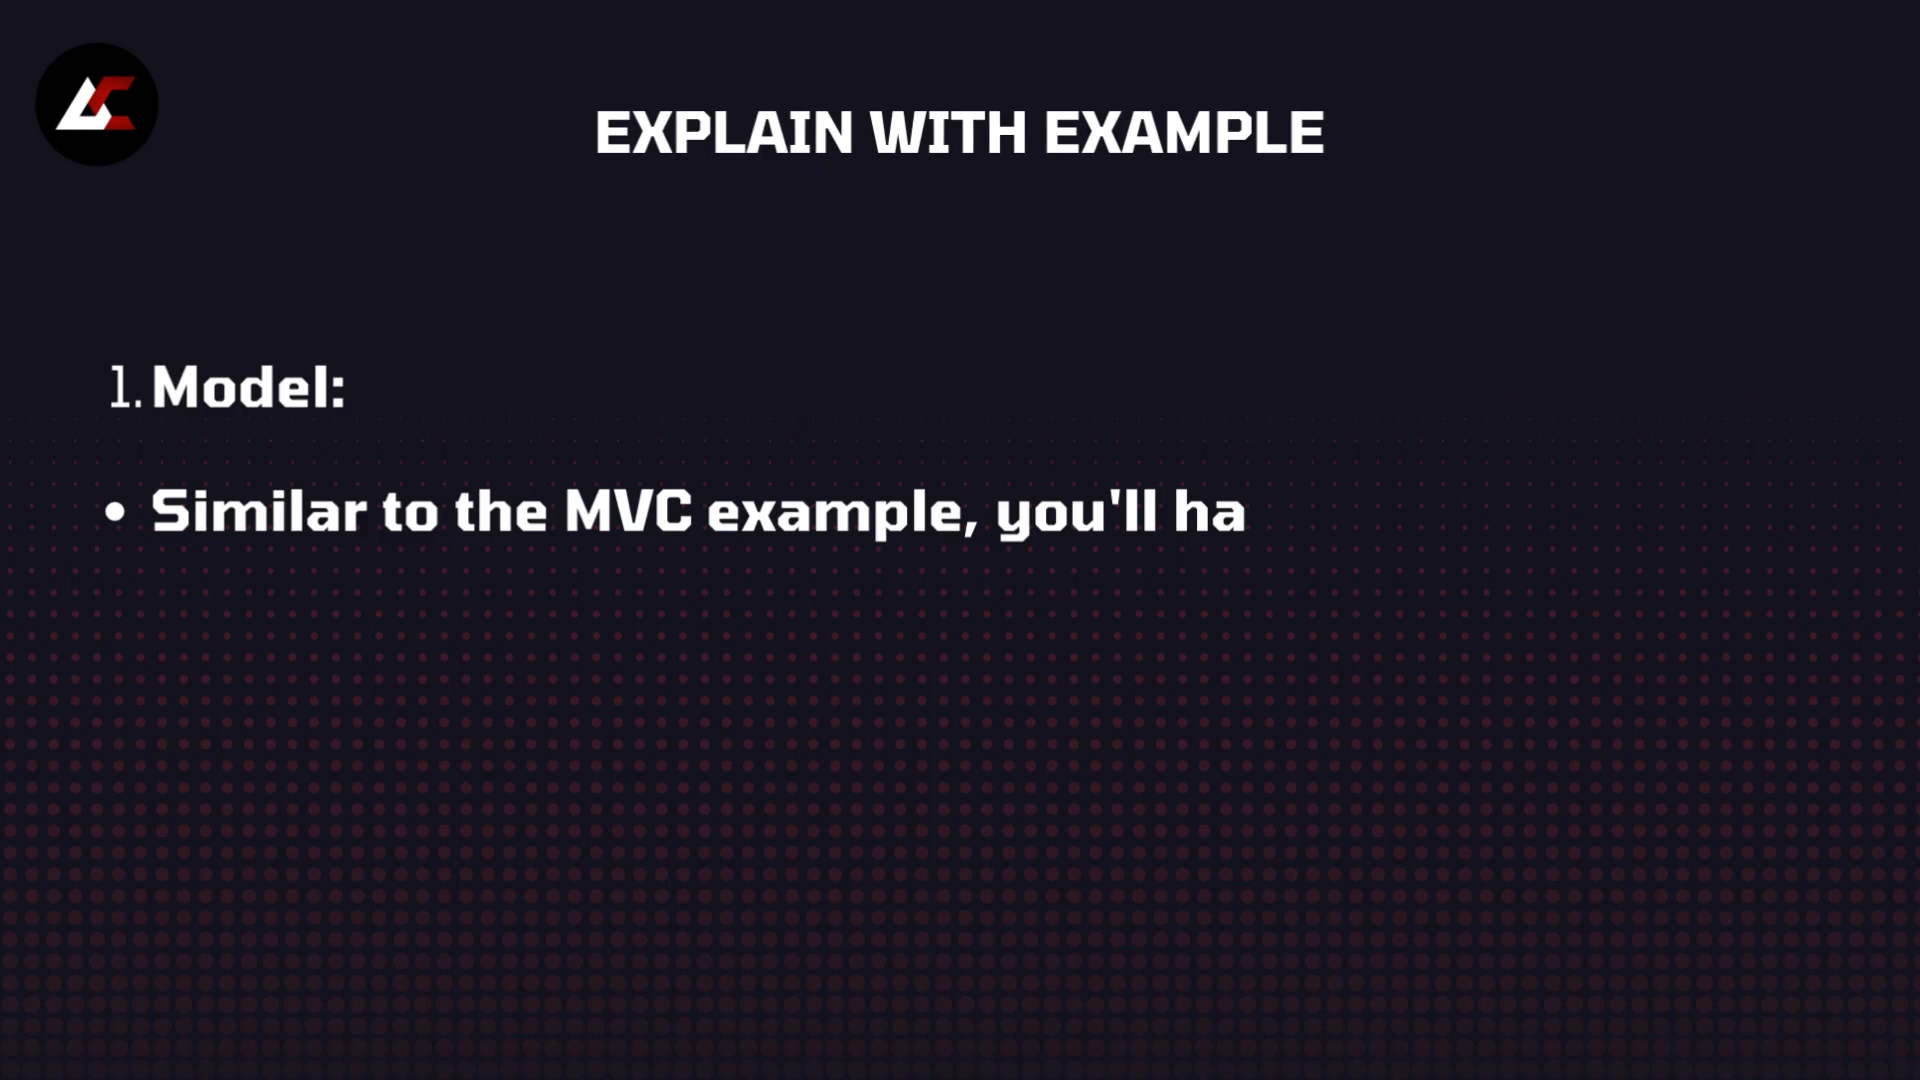 EXPLAIN WITH EXAMPLE
1. Model:
• Similar to the MVC example, you'll ha